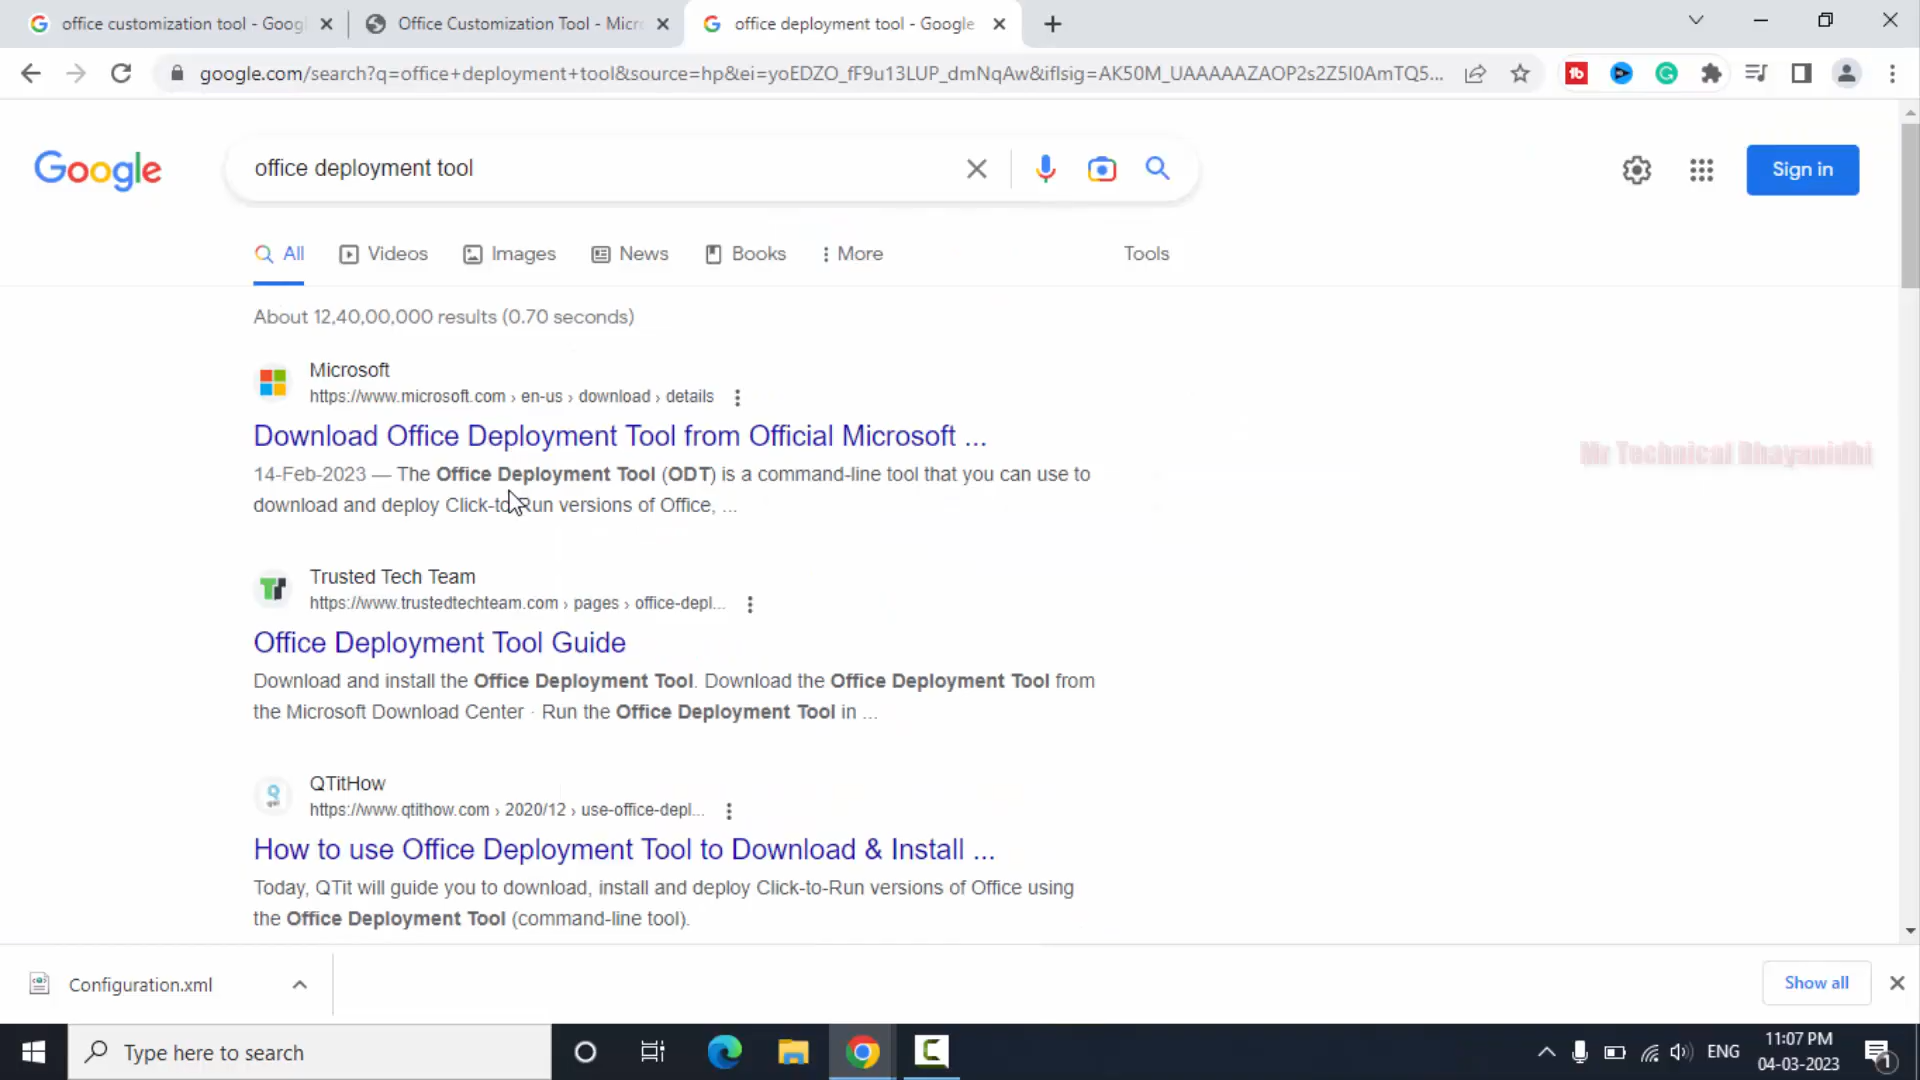 office customization tool - Googl
Office Customization Tool - Micr
office deployment tool - Google
google.com/search?q=office+deployment+tool&source=hp&ei=yoEDZO_fF9u13LUP_dmNqAw&iflsig=AK50M_UAAAAAZAOP2s2Z5I0AmTQ5...
Google
office deployment tool
Sign in
All
Videos
Images
News
Books
More
Tools
About 12,40,00,000 results (0.70 seconds)
Microsoft
https://www.microsoft.com › en-us › download › details
Download Office Deployment Tool from Official Microsoft ...
14-Feb-2023 — The Office Deployment Tool (ODT) is a command-line tool that you can use to
download and deploy Click-to-Run versions of Office, ...
Mr Technical Dhayanidhi
Trusted Tech Team
https://www.trustedtechteam.com › pages › office-depl...
Office Deployment Tool Guide
Download and install the Office Deployment Tool. Download the Office Deployment Tool from
the Microsoft Download Center · Run the Office Deployment Tool in ...
QTitHow
https://www.qtithow.com › 2020/12 › use-office-depl...
How to use Office Deployment Tool to Download & Install ...
Today, QTit will guide you to download, install and deploy Click-to-Run versions of Office using
the Office Deployment Tool (command-line tool).
Configuration.xml
Show all
Type here to search
ENG
11:07 PM
04-03-2023
1